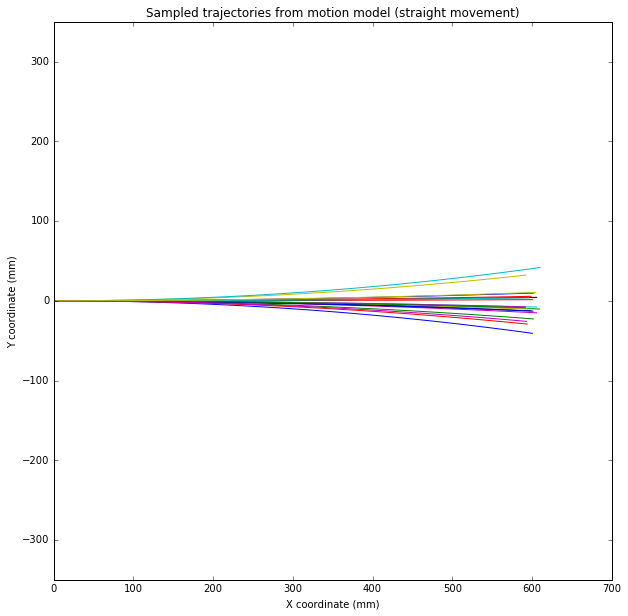 Sampled trajectories from motion model (straight movement)
300
200
100
0
−100
−200
−300
Y coordinate (mm)
0 100 200 300 400 500 600 700
X coordinate (mm)